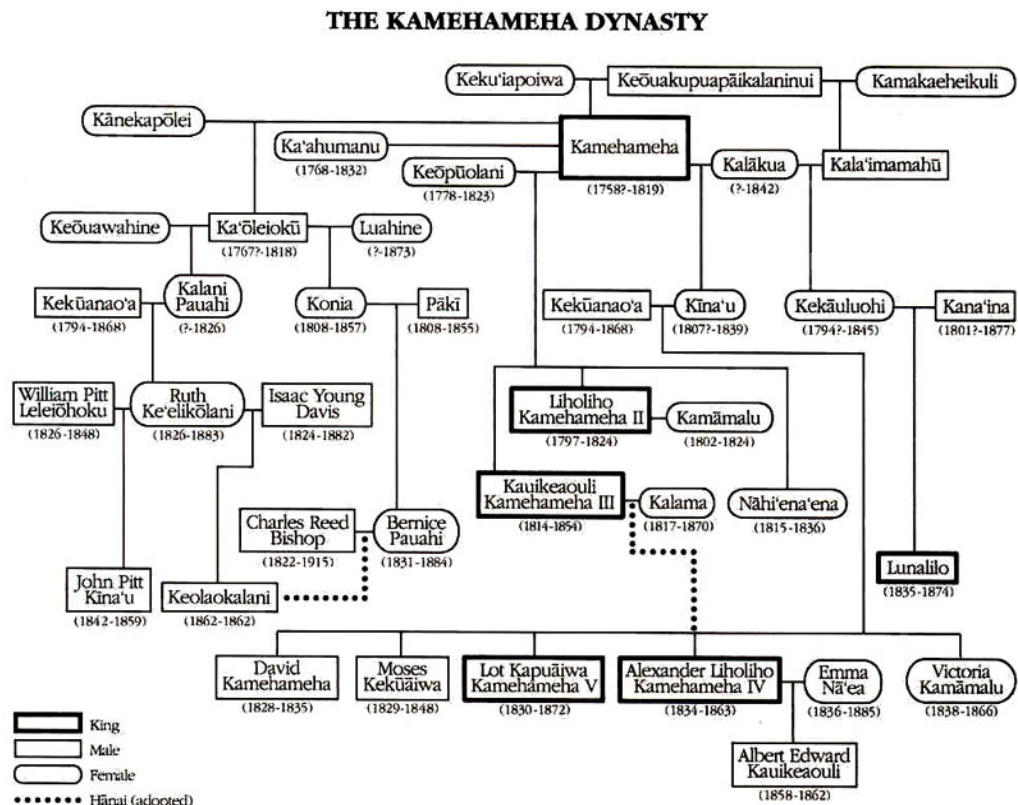 THE KAMEHAMEHA DYNASTY
Keku'iapoiwa
Keōuakupuapāikalaninui
Kamakaeheikuli
Kānekapōlei
Ka'ahumanu
(1768-1832)
Kamehameha
(1758?-1819)
Keōpūolani
(1778-1823)
Kalākua
(?-1842)
Kala'imamahū
Keōuawahine
Ka'ōleiokū
(1767?-1818)
Luahine
(?-1873)
Kekūanao'a
(1794-1868)
Kalani
Pauahi
(?-1826)
Konia
(1808-1857)
Pākī
(1808-1855)
Kekūanao'a
(1794-1868)
Kīna'u
(1807?-1839)
Kekāuluohi
(1794?-1845)
Kana'ina
(1801?-1877)
William Pitt
Leleiōhoku
(1826-1848)
Ruth
Ke'elikōlani
(1826-1883)
Isaac Young
Davis
(1824-1882)
Liholiho
Kamehameha II
(1797-1824)
Kamāmalu
(1802-1824)
Kauikeaouli
Kamehameha III
(1814-1854)
Kalama
(1817-1870)
Nāhi'ena'ena
(1815-1836)
Charles Reed
Bishop
(1822-1915)
Bernice
Pauahi
(1831-1884)
Lunalilo
(1835-1874)
John Pitt
Kīna'u
(1842-1859)
Keolaokalani
(1862-1862)
David
Kamehameha
(1828-1835)
Moses
Kekūāiwa
(1829-1848)
Lot Kapuāiwa
Kamehameha V
(1830-1872)
Alexander Liholiho
Kamehameha IV
(1834-1863)
Emma
Nā'ea
(1836-1885)
Victoria
Kamāmalu
(1838-1866)
Albert Edward
Kauikeaouli
(1858-1862)
King
Male
Female
Hānai (adopted)